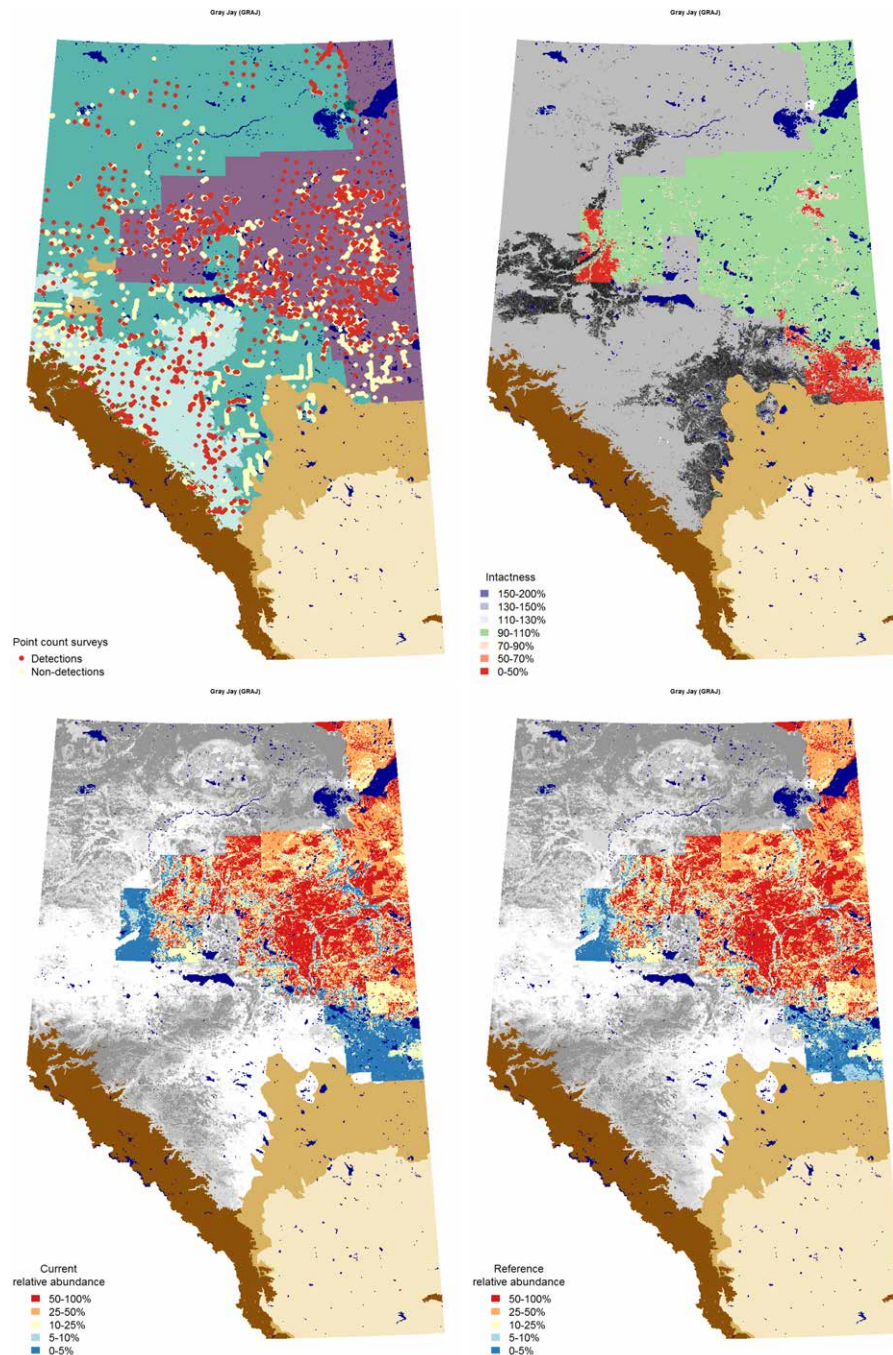 Gray Jay (GRAJ)
Point count surveys
Detections
Non-detections
Gray Jay (GRAJ)
Intactness
150-200%
130-150%
110-130%
90-110%
70-90%
50-70%
0-50%
Gray Jay (GRAJ)
Current
relative abundance
50-100%
25-50%
10-25%
5-10%
0-5%
Gray Jay (GRAJ)
Reference
relative abundance
50-100%
25-50%
10-25%
5-10%
0-5%